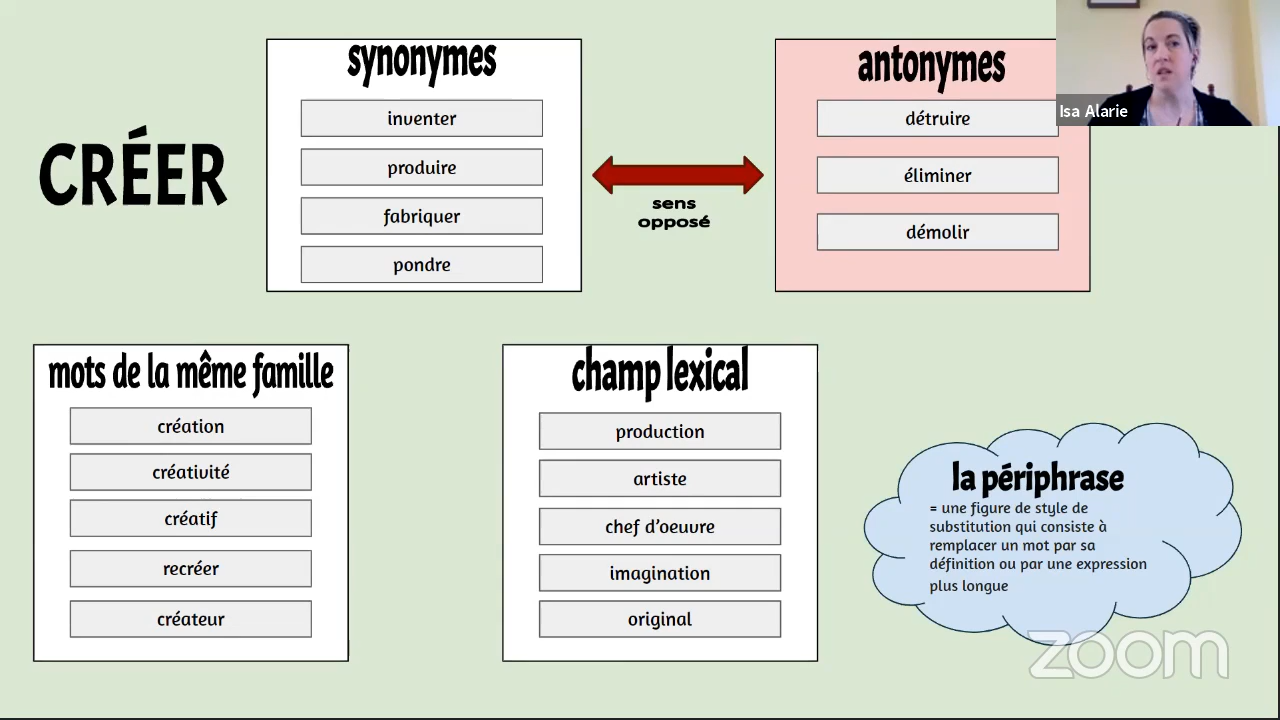 CRÉER
synonymes
inventer
produire
fabriquer
pondre
sens
opposé
antonymes
détruire
éliminer
démolir
Isa Alarie
mots de la même famille
création
créativité
créatif
recréer
créateur
champ lexical
production
artiste
chef d'oeuvre
imagination
original
la périphrase
= une figure de style de
substitution qui consiste à
remplacer un mot par sa
définition ou par une expression
plus longue
zoom